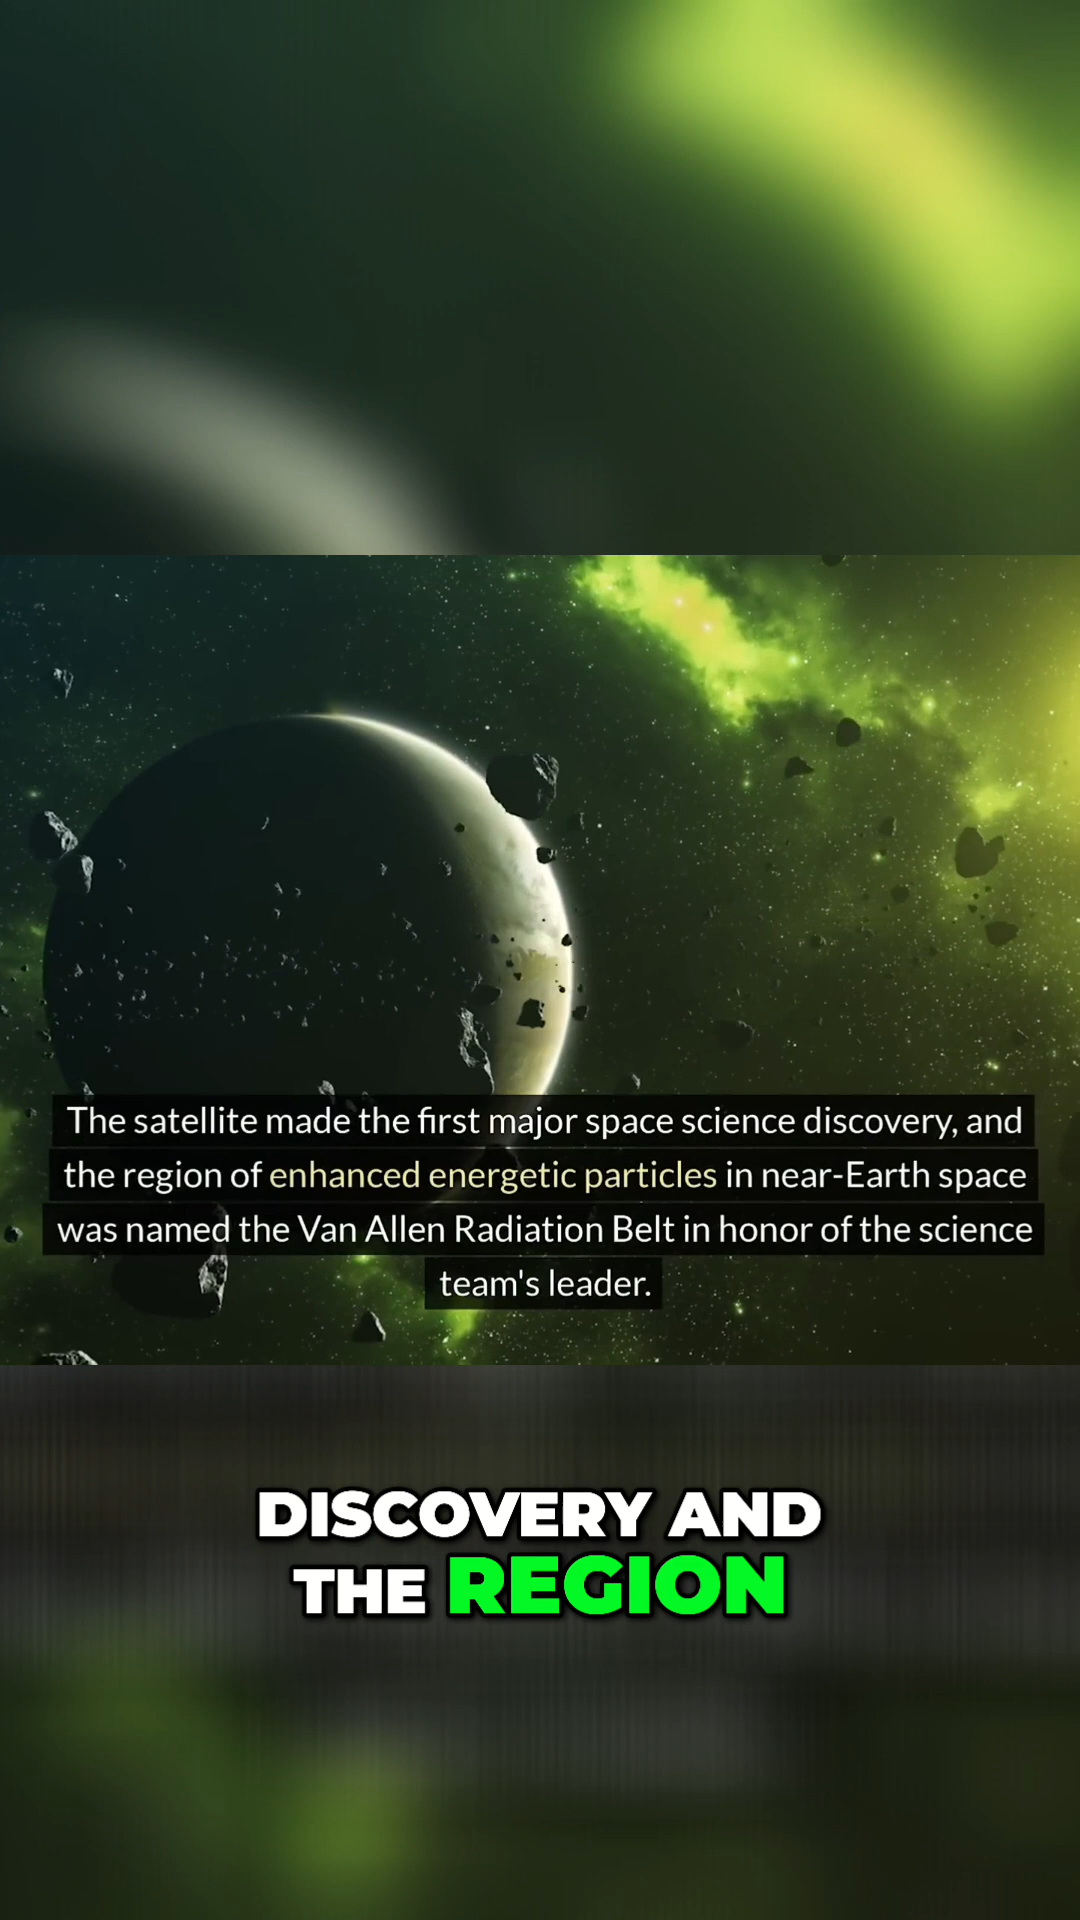 The satellite made the first major space science discovery, and
the region of enhanced energetic particles in near-Earth space
was named the Van Allen Radiation Belt in honor of the science
team's leader.
DISCOVERY AND
THE REGION